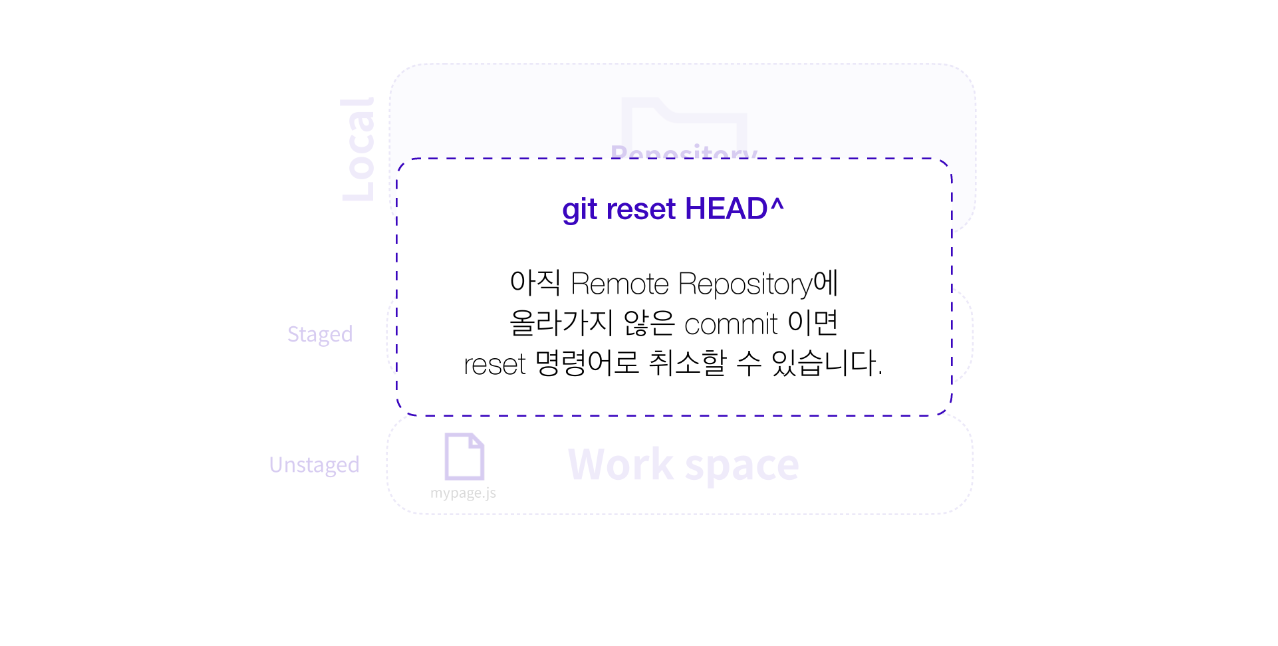 Local
Repository
git reset HEAD^
아직 Remote Repository에
올라가지 않은 commit 이면
reset 명령어로 취소할 수 있습니다.
Staged
Unstaged
Work space
mypage.js